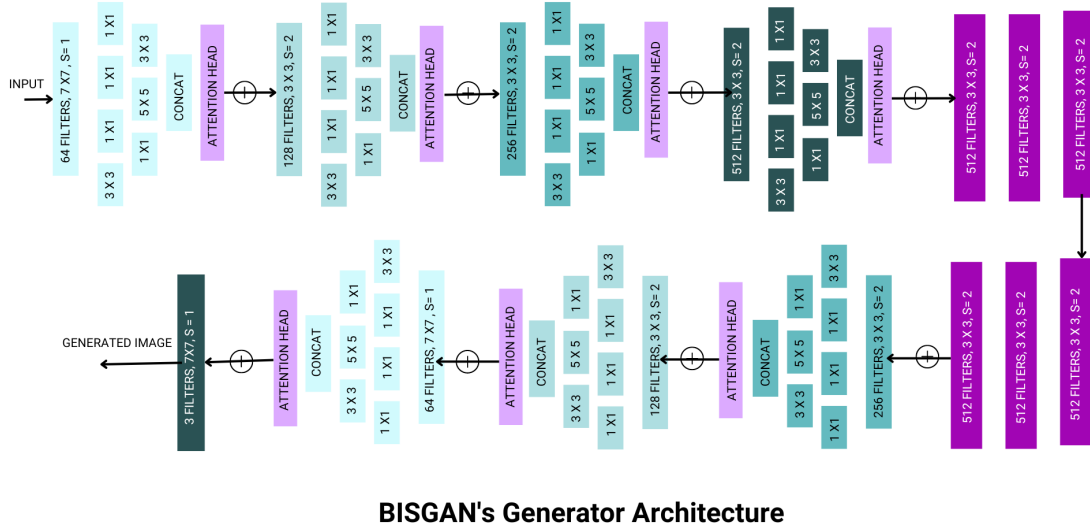 INPUT
64 FILTERS, 7 X7 , S= 1
1 X1
1 X1
1 X1
3 X 3
3 X 3
5 X 5
1 X1
CONCAT
ATTENTION HEAD
128 FILTERS, 3 X 3, S= 2
1 X1
1 X1
1 X1
3 X 3
3 X 3
5 X 5
1 X1
CONCAT
ATTENTION HEAD
256 FILTERS, 3 X 3, S= 2
1 X1
1 X1
1 X1
3 X 3
3 X 3
5 X 5
1 X1
CONCAT
ATTENTION HEAD
512 FILTERS, 3 X 3, S= 2
1 X1
1 X1
1 X1
3 X 3
3 X 3
5 X 5
1 X1
CONCAT
ATTENTION HEAD
512 FILTERS, 3 X 3, S= 2
512 FILTERS, 3 X 3, S= 2
512 FILTERS, 3 X 3, S= 2
GENERATED IMAGE
3 FILTERS, 7X7, S = 1
ATTENTION HEAD
CONCAT
1 X1
5 X 5
3 X 3
3 X 3
1 X1
1 X1
1 X1
64 FILTERS, 7 X7 , S= 1
ATTENTION HEAD
CONCAT
1 X1
5 X 5
3 X 3
3 X 3
1 X1
1 X1
1 X1
128 FILTERS, 3 X 3, S= 2
ATTENTION HEAD
CONCAT
1 X1
5 X 5
3 X 3
3 X 3
1 X1
1 X1
1 X1
256 FILTERS, 3 X 3, S= 2
512 FILTERS, 3 X 3, S= 2
512 FILTERS, 3 X 3, S= 2
512 FILTERS, 3 X 3, S= 2
BISGAN's Generator Architecture